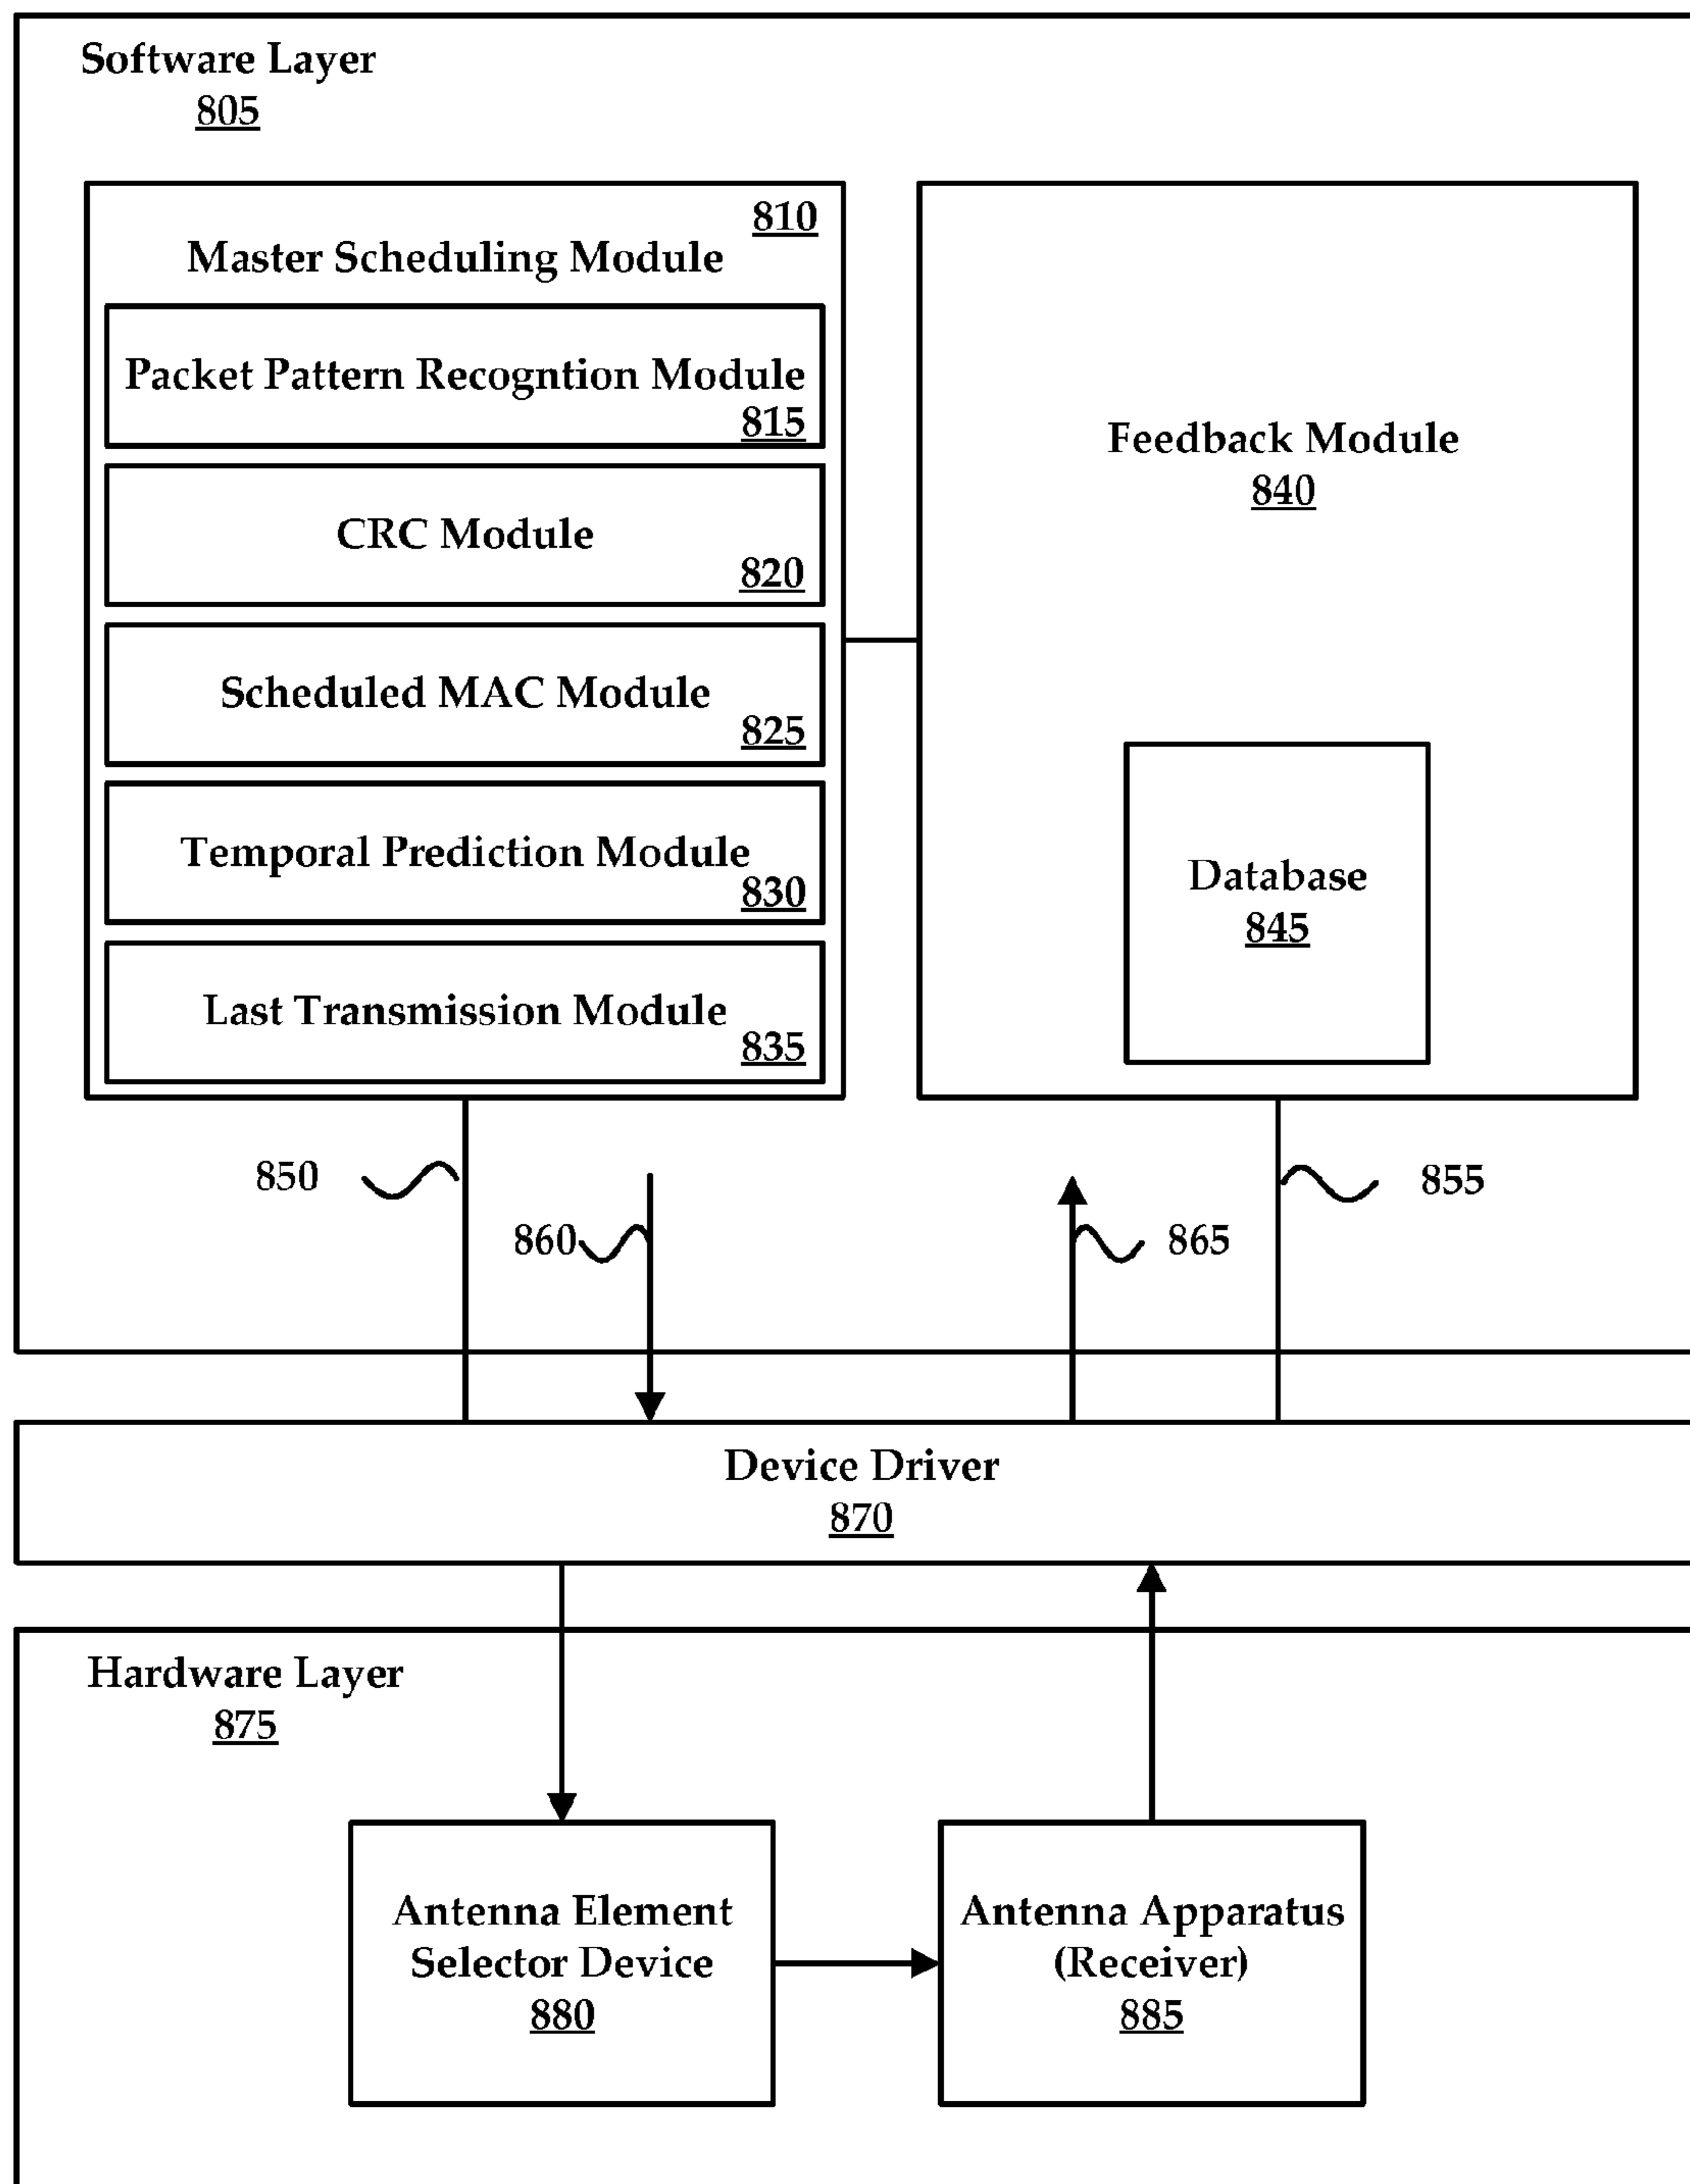 Software Layer
805
810
Master Scheduling Module
Packet Pattern Recogntion Module
815
CRC Module
820
Scheduled MAC Module
825
Temporal Prediction Module
830
Last Transmission Module
835
Feedback Module
840
Database
845
850
855
860
865
Device Driver
870
Hardware Layer
875
Antenna Element
Selector Device
880
Antenna Apparatus
(Receiver)
885